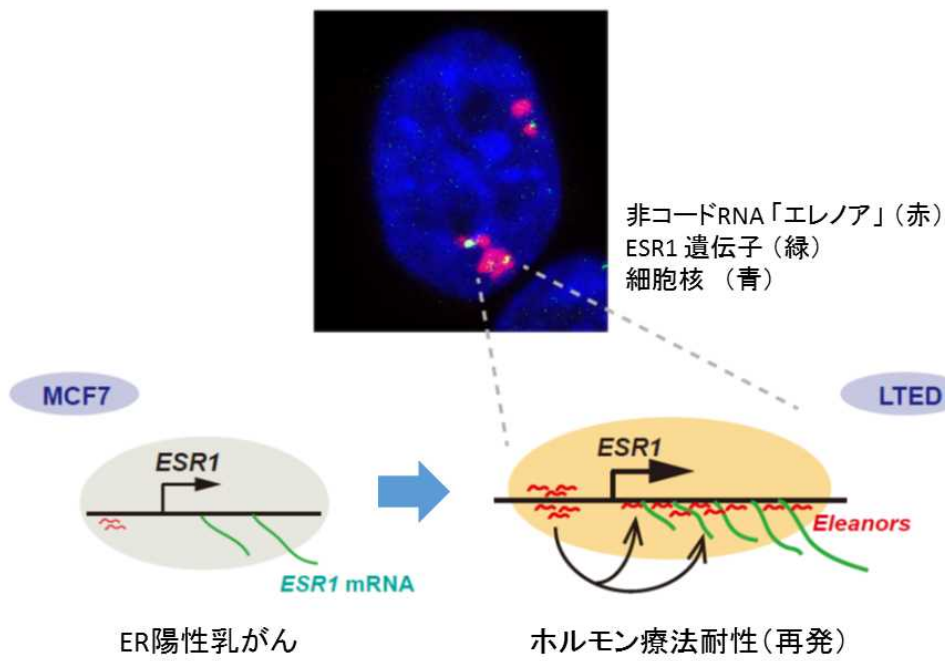 非コードRNA「エレノア」（赤）
ESR1 遺伝子（緑）
細胞核　（青）
MCF7
LTED
ESR1
ESR1
Eleanors
ESR1 mRNA
ER陽性乳がん
ホルモン療法耐性（再発）